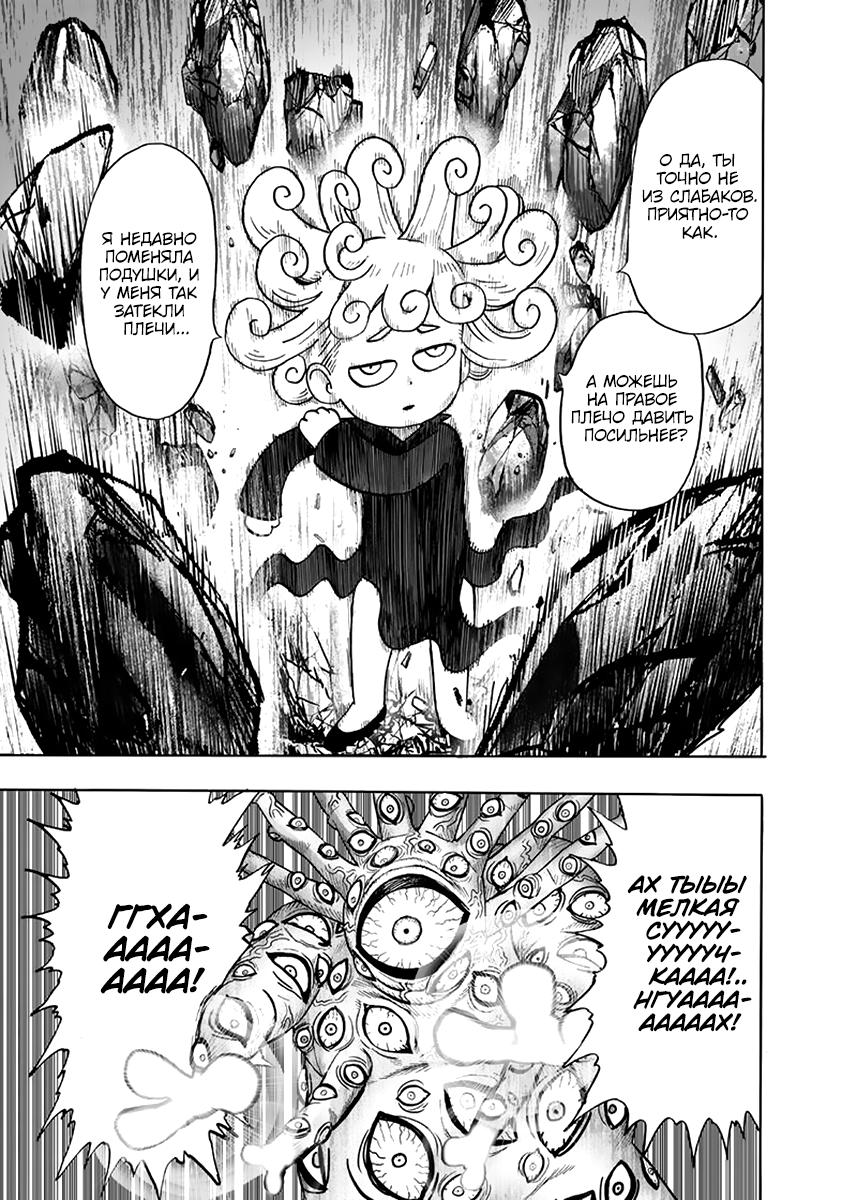 О ДА, ТЫ
ТОЧНО НЕ
ИЗ СЛАБАКОВ.
ПРИЯТНО-ТО
КАК.
А МОЖЕШЬ
НА ПРАВОЕ
ПЛЕЧО ДАВИТЬ
ПОСИЛЬНЕЕ?
Я НЕДАВНО
ПОМЕНЯЛА
ПОДУШКИ, И
У МЕНЯ ТАК
ЗАТЕКЛИ
ПЛЕЧИ...
АХ ТЫЫЫ
МЕЛКАЯ
СУУУУУ-
УУУУУУЧ-
КАААА!..
НГУАААА-
АААААХ!
ГГХА-
АААА-
АААА!